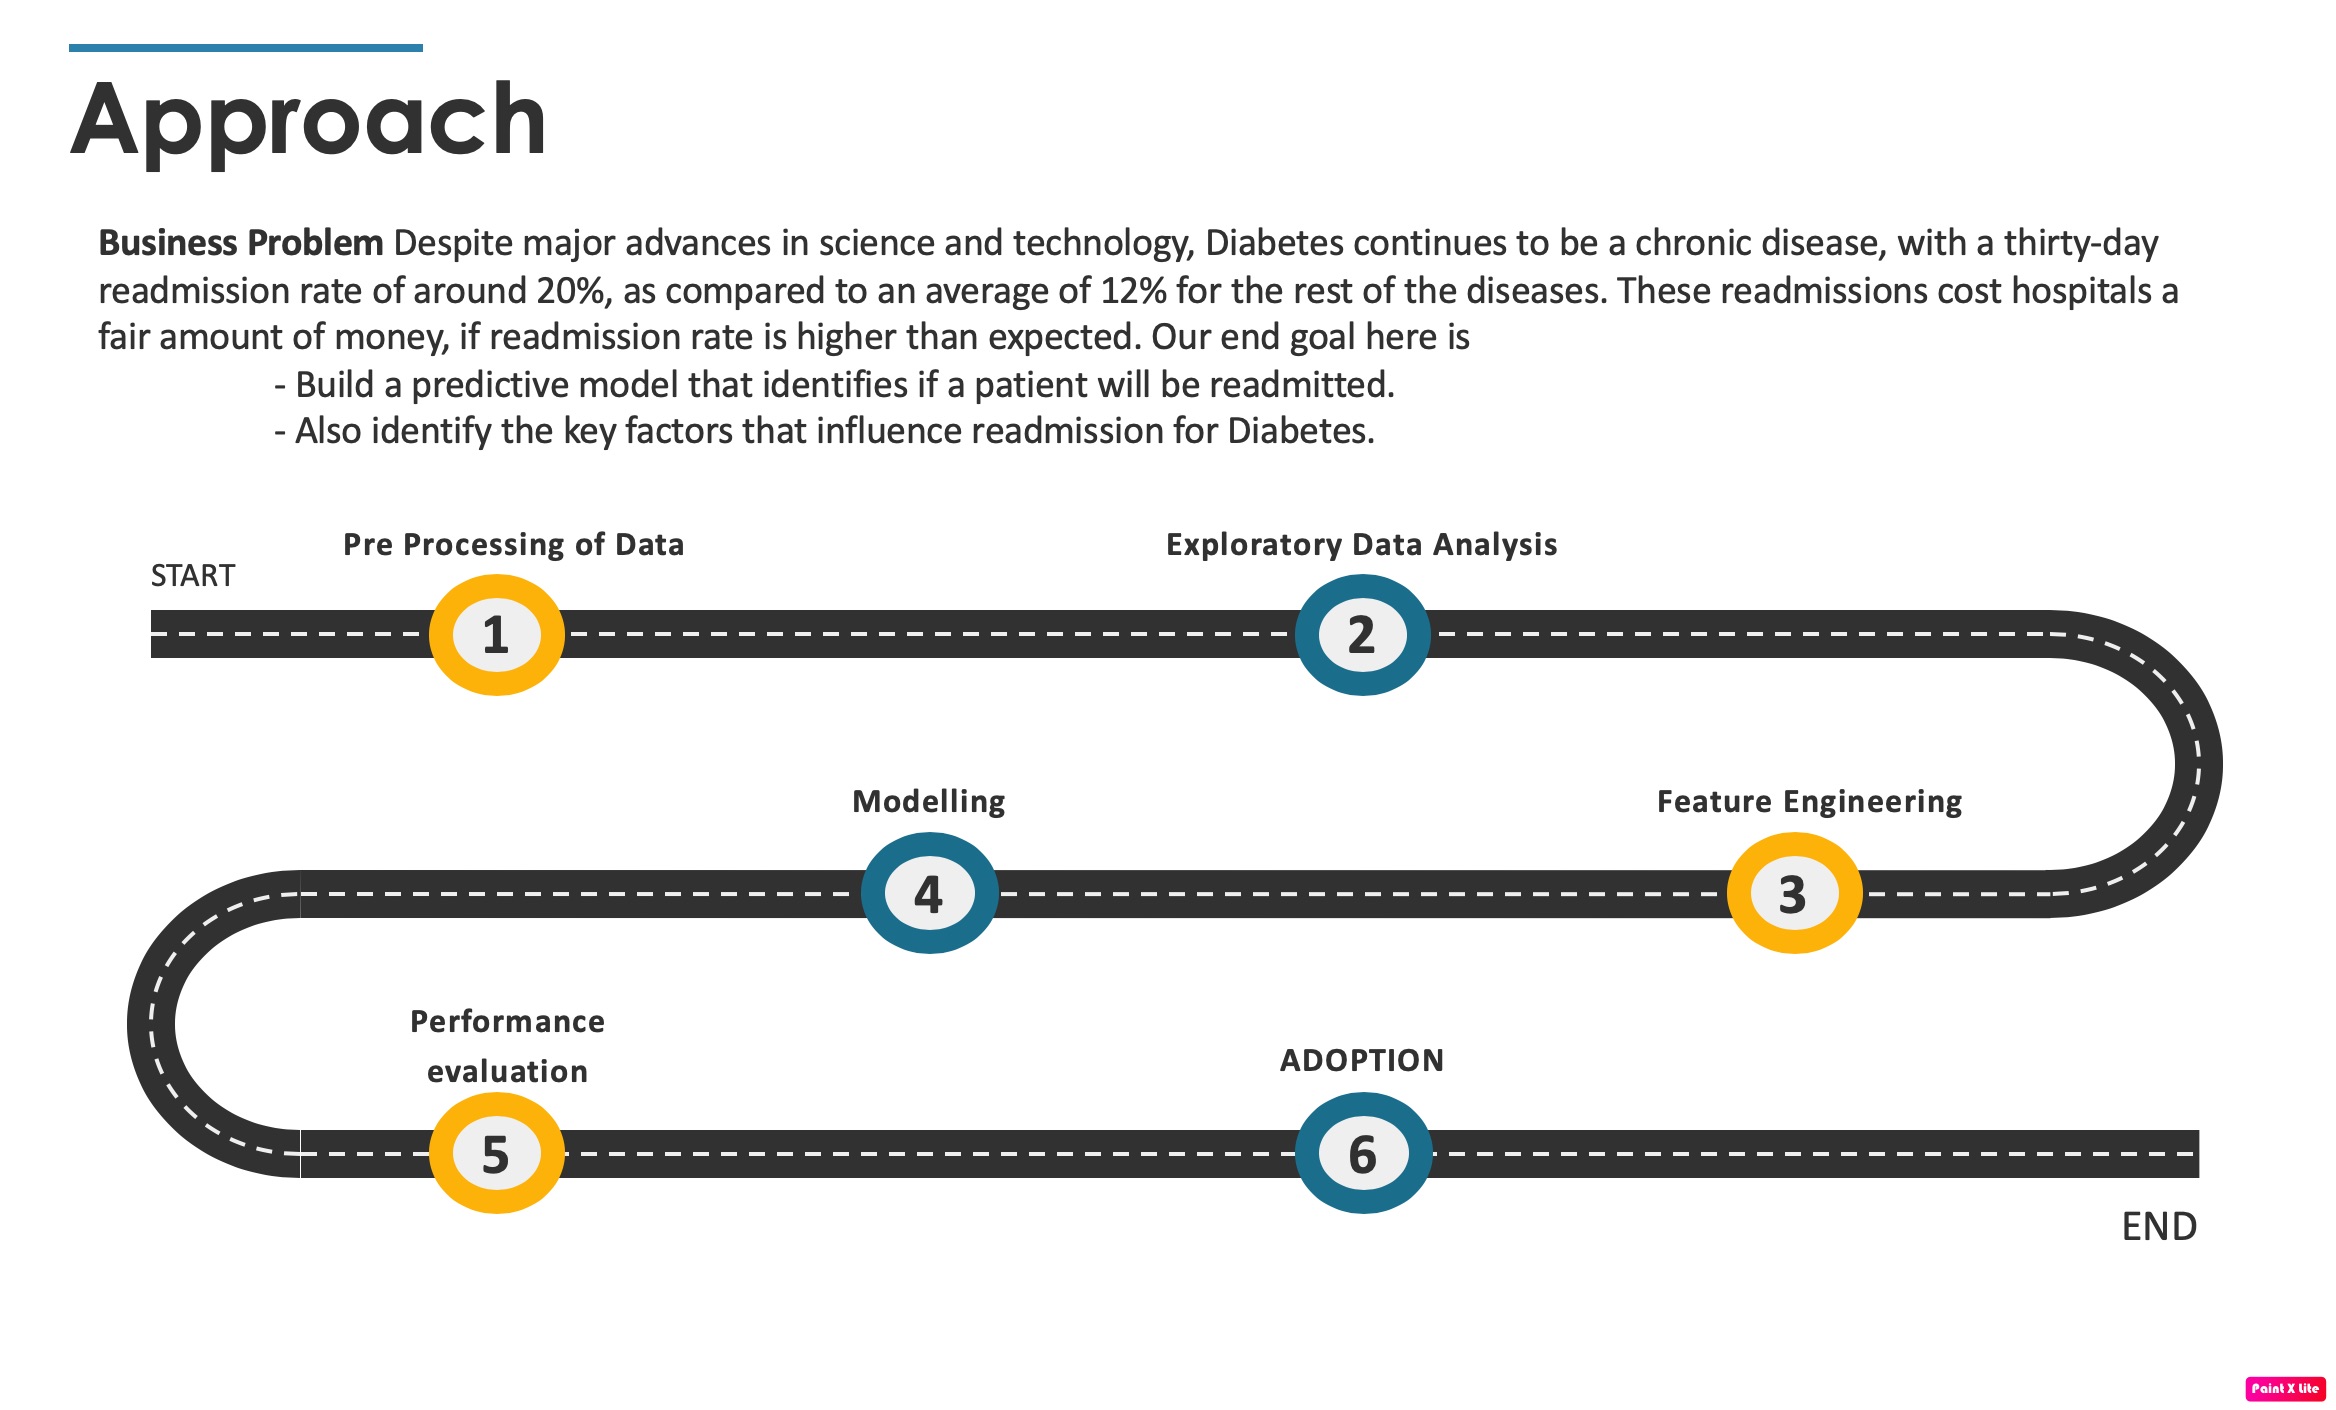 Approach
Business Problem Despite major advances in science and technology, Diabetes continues to be a chronic disease, with a thirty-day
readmission rate of around 20%, as compared to an average of 12% for the rest of the diseases. These readmissions cost hospitals a
fair amount of money, if readmission rate is higher than expected. Our end goal here is
- Build a predictive model that identifies if a patient will be readmitted.
- Also identify the key factors that influence readmission for Diabetes.
START
Pre Processing of Data
1
Exploratory Data Analysis
2
Feature Engineering
3
Modelling
4
Performance
evaluation
5
ADOPTION
6
END
Paint X Lite